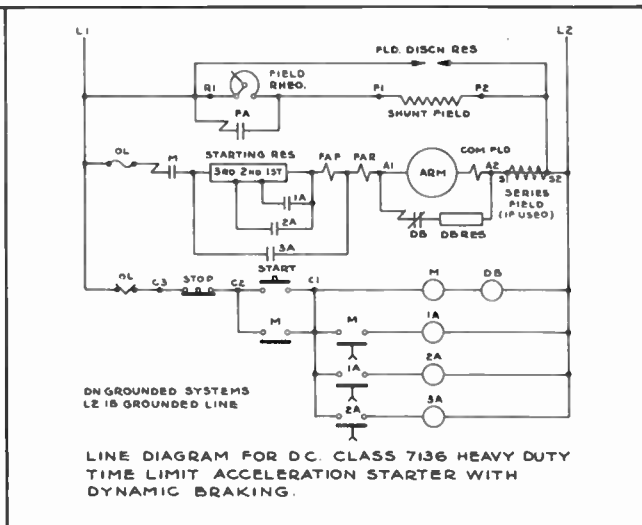 L1
L2
FLD. DISCH RES
R1
FIELD RHEO.
F1
F2
FA
SHUNT FIELD
OL
M
STARTING RES
3RD 2ND 1ST
1A
2A
3A
FAF
FAR
A1
ARM
COM FLD
A2
S1
S2
SERIES
FIELD
(IF USED)
DB
DB RES
OL
C3
STOP
C2
START
C1
M
DB
M
M
1A
1A
2A
2A
3A
ON GROUNDED SYSTEMS
L2 IS GROUNDED LINE
LINE DIAGRAM FOR D.C. CLASS 7136 HEAVY DUTY
TIME LIMIT ACCELERATION STARTER WITH
DYNAMIC BRAKING.